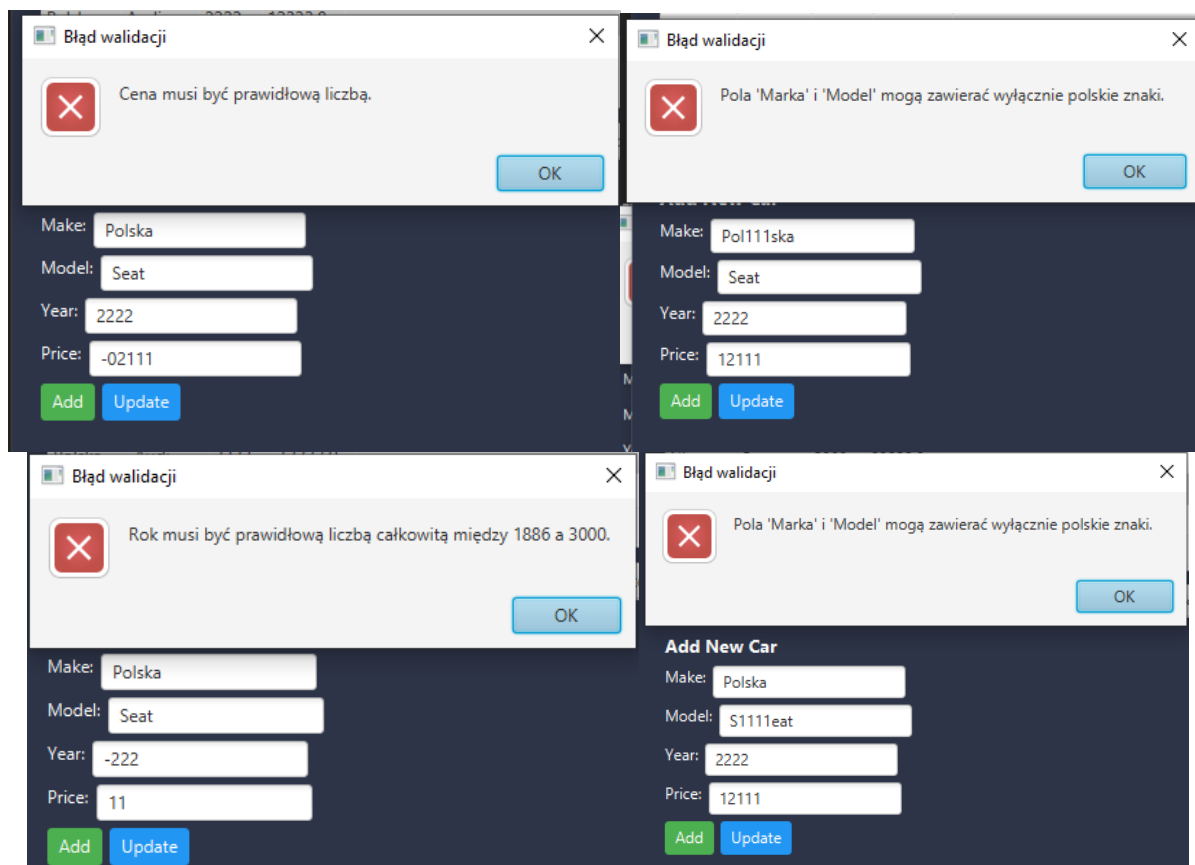 Błąd walidacji
Cena musi być prawidłową liczbą.
OK
Make: Polska
Model: Seat
Year: 2222
Price: -02111
Add Update
Błąd walidacji
Pola 'Marka' i 'Model' mogą zawierać wyłącznie polskie znaki.
OK
Make: Pol111ska
Model: Seat
Year: 2222
Price: 12111
Add Update
Błąd walidacji
Rok musi być prawidłową liczbą całkowitą między 1886 a 3000.
OK
Make: Polska
Model: Seat
Year: -222
Price: 11
Add Update
Błąd walidacji
Pola 'Marka' i 'Model' mogą zawierać wyłącznie polskie znaki.
OK
Add New Car
Make: Polska
Model: S1111eat
Year: 2222
Price: 12111
Add Update